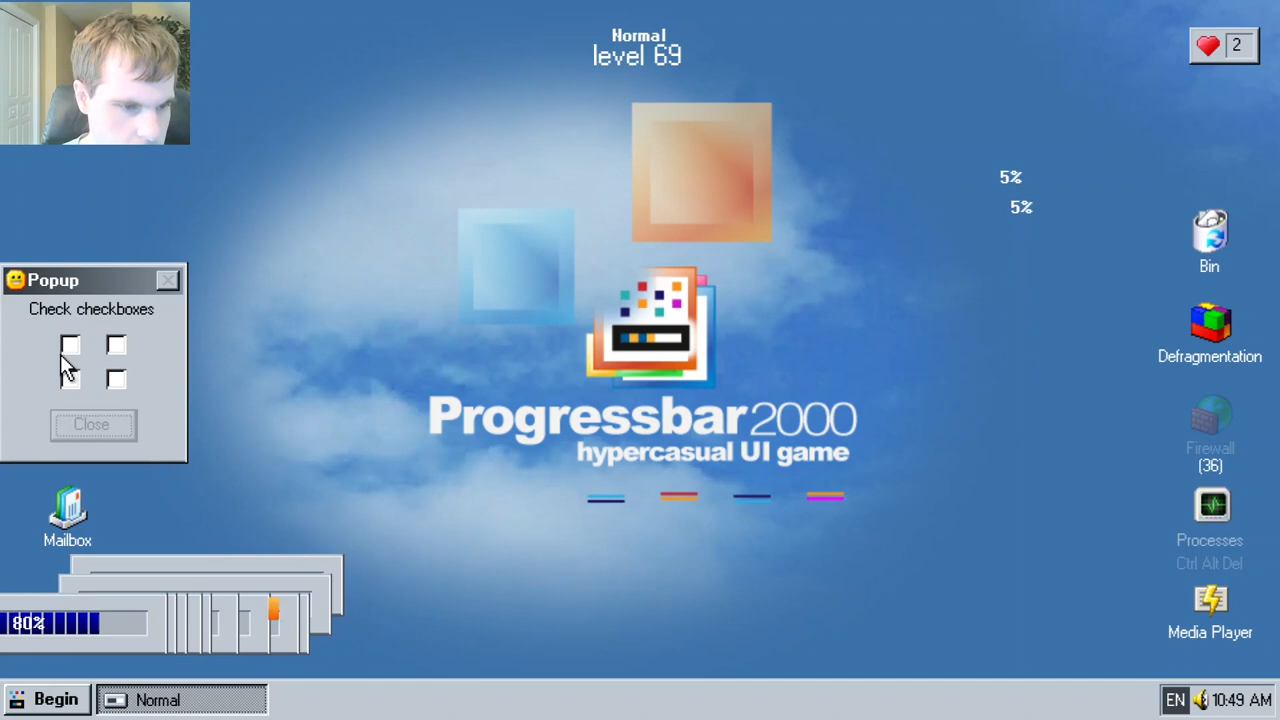 Normal
level 69
2
5%
5%
Bin
Popup
Check checkboxes
Defragmentation
Close
Progressbar2000
hypercasual UI game
Firewall
(36)
Mailbox
Processes
Ctrl Alt Del
80%
Media Player
Begin
Normal
EN
10:49 AM